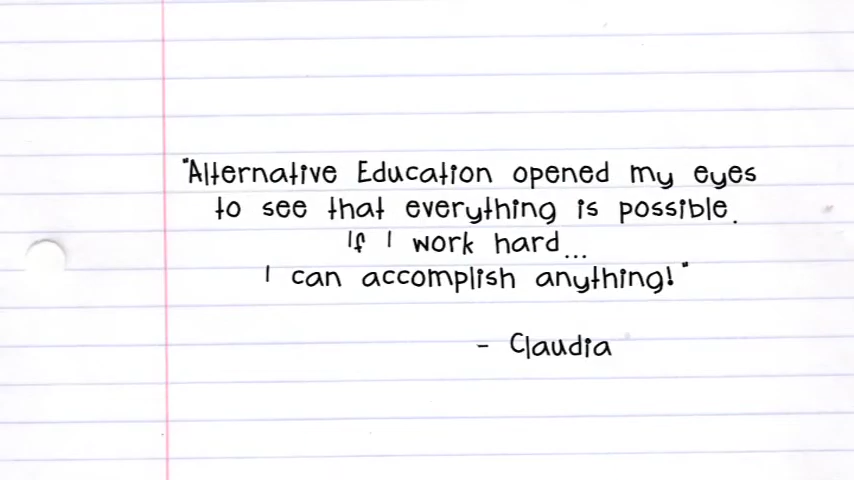 "Alternative Education opened my eyes
to see that everything is possible.
If I work hard...
I can accomplish anything!"
- Claudia